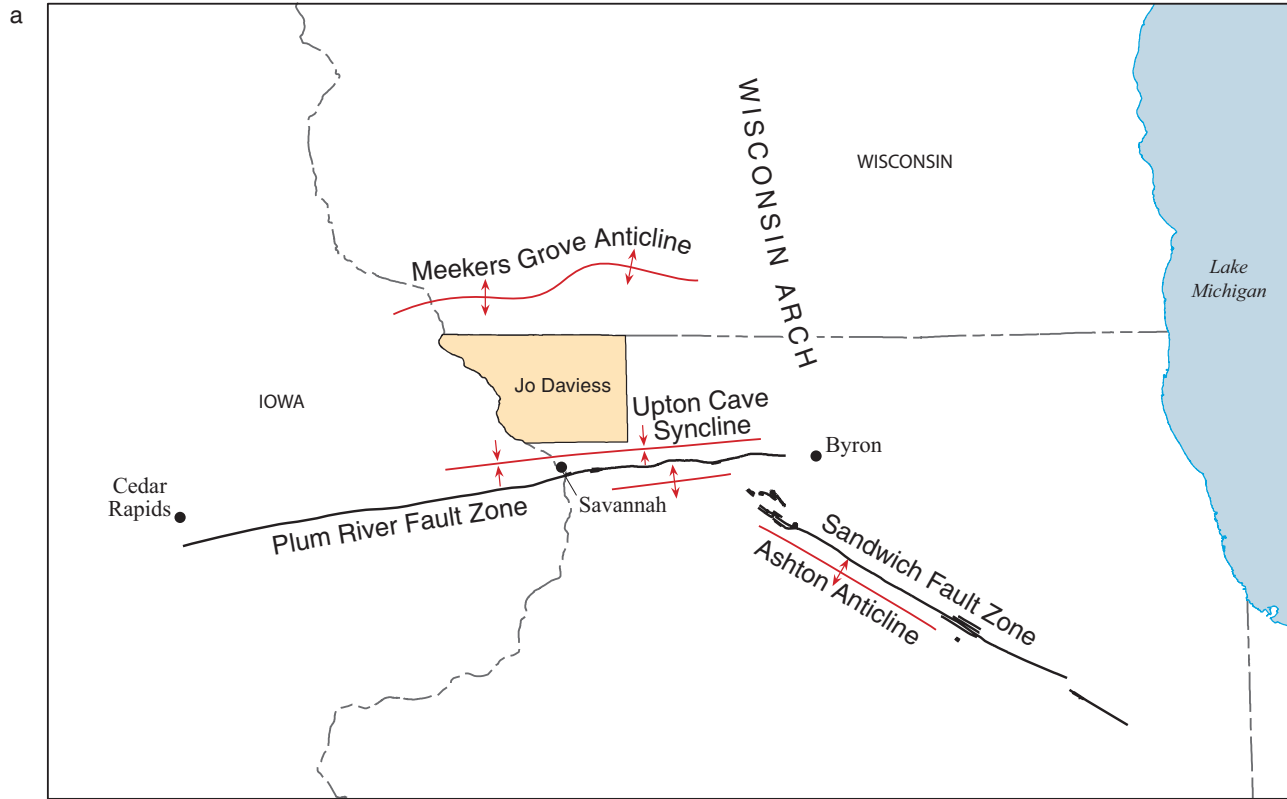 a
WISCONSIN ARCH
WISCONSIN
Meekers Grove Anticline
Lake
Michigan
Jo Daviess
IOWA
Upton Cave
Syncline
Byron
Cedar
Rapids
Savannah
Plum River Fault Zone
Sandwich Fault Zone
Ashton Anticline